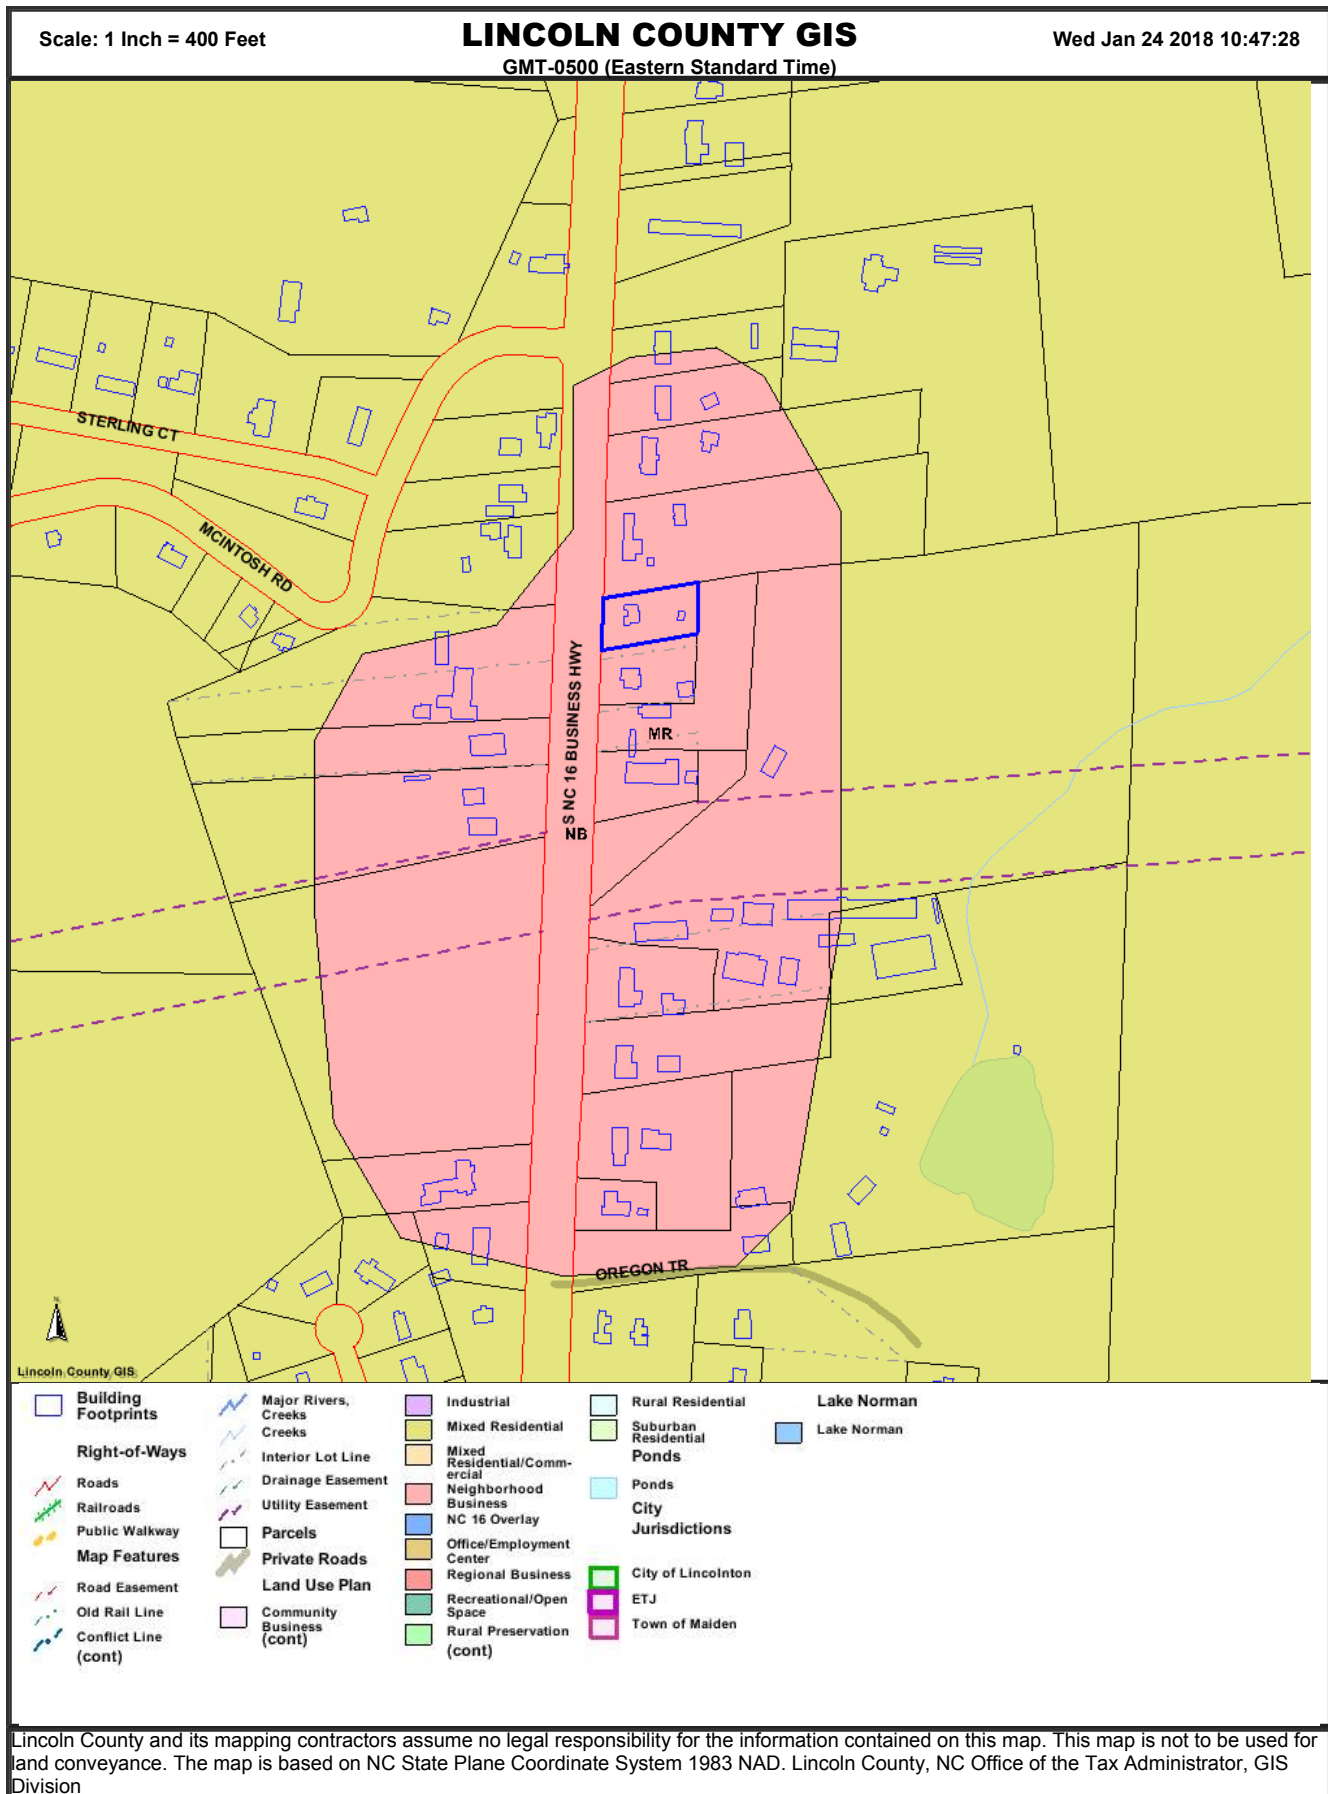 Scale: 1 Inch = 400 Feet
LINCOLN COUNTY GIS
GMT-0500 (Eastern Standard Time)
Wed Jan 24 2018 10:47:28
STERLING CT
MCINTOSH RD
S NC 16 BUSINESS HWY
MR
NB
OREGON TR
N
Lincoln County GIS
Building
Footprints
Right-of-Ways
Roads
Railroads
Public Walkway
Map Features
Road Easement
Old Rail Line
Conflict Line
(cont)
Major Rivers,
Creeks
Creeks
Interior Lot Line
Drainage Easement
Utility Easement
Parcels
Private Roads
Land Use Plan
Community
Business
(cont)
Industrial
Mixed Residential
Mixed
Residential/Comm-
ercial
Neighborhood
Business
NC 16 Overlay
Office/Employment
Center
Regional Business
Recreational/Open
Space
Rural Preservation
(cont)
Rural Residential
Suburban
Residential
Ponds
Ponds
City
Jurisdictions
City of Lincolnton
ETJ
Town of Maiden
Lake Norman
Lake Norman
Lincoln County and its mapping contractors assume no legal responsibility for the information contained on this map. This map is not to be used for
land conveyance. The map is based on NC State Plane Coordinate System 1983 NAD. Lincoln County, NC Office of the Tax Administrator, GIS
Division